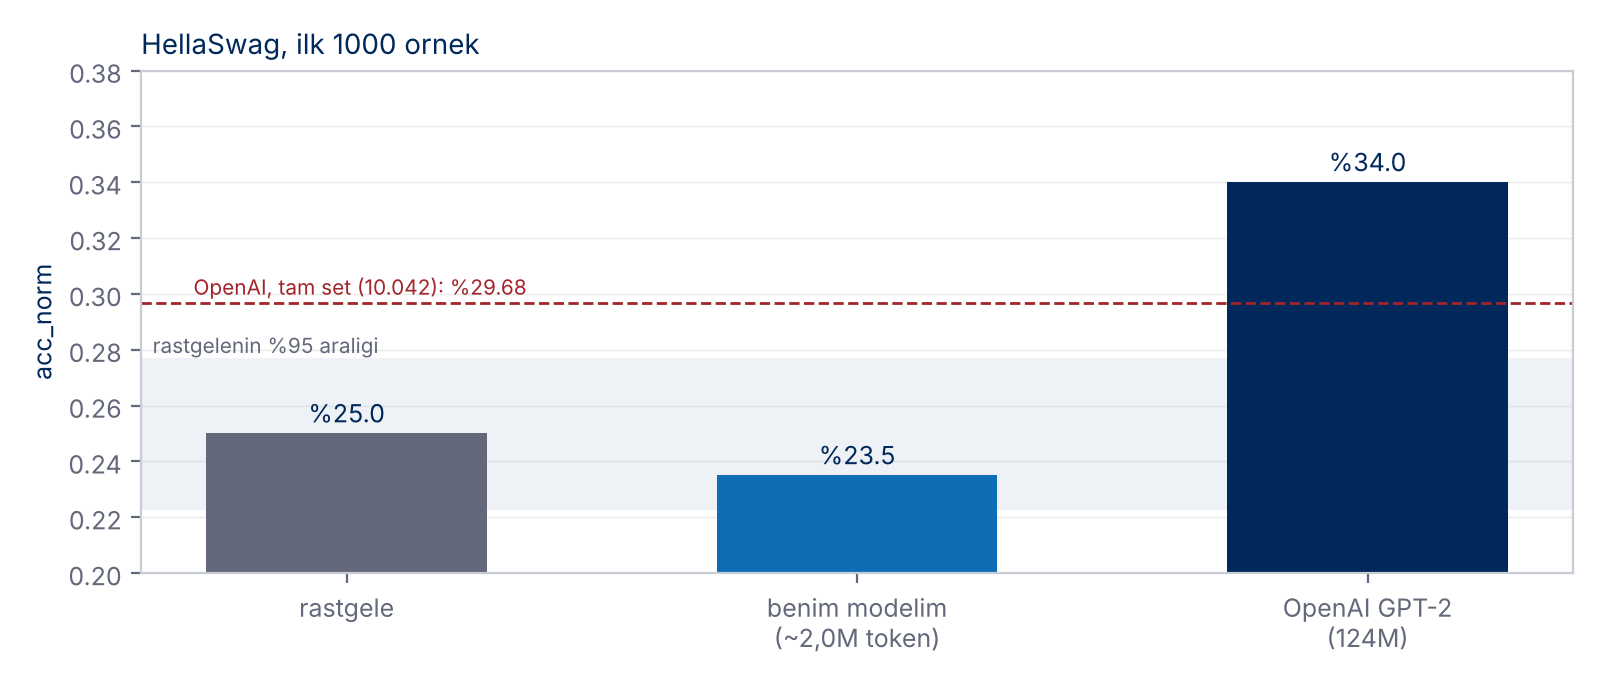 HellaSwag, ilk 1000 ornek
acc_norm
0.38
0.36
0.34
0.32
0.30
0.28
0.26
0.24
0.22
0.20
OpenAI, tam set (10.042): %29.68
rastgelenin %95 araligi
%25.0
%23.5
%34.0
rastgele
benim modelim
(~2,0M token)
OpenAI GPT-2
(124M)